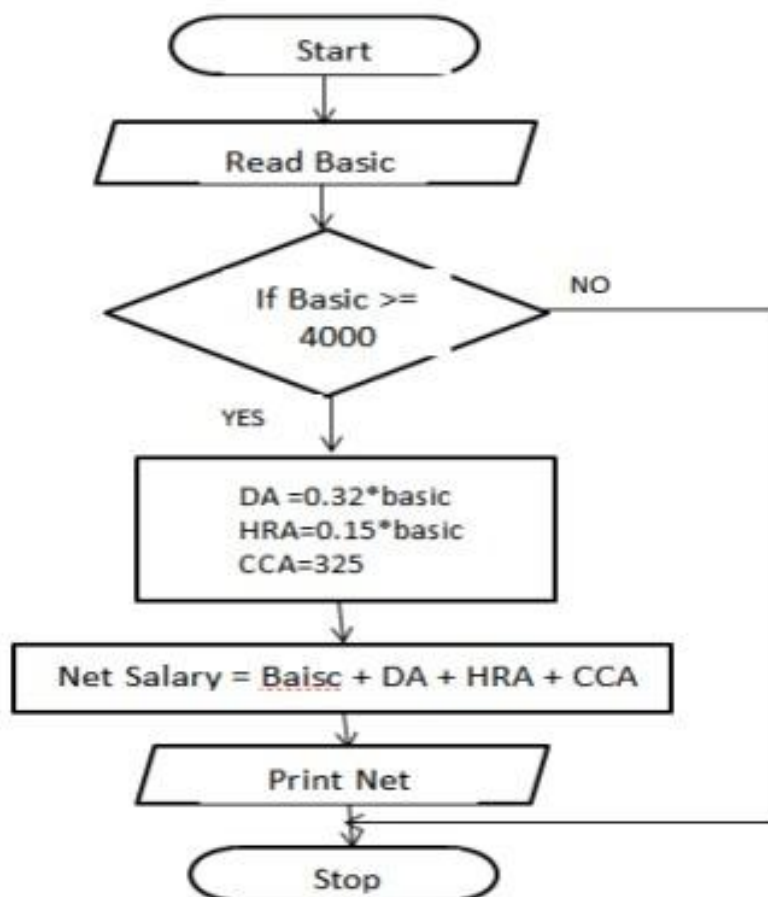 Start
Read Basic
If Basic >=
4000
NO
YES
DA =0.32*basic
HRA=0.15*basic
CCA=325
Net Salary = Baisc + DA + HRA + CCA
Print Net
Stop